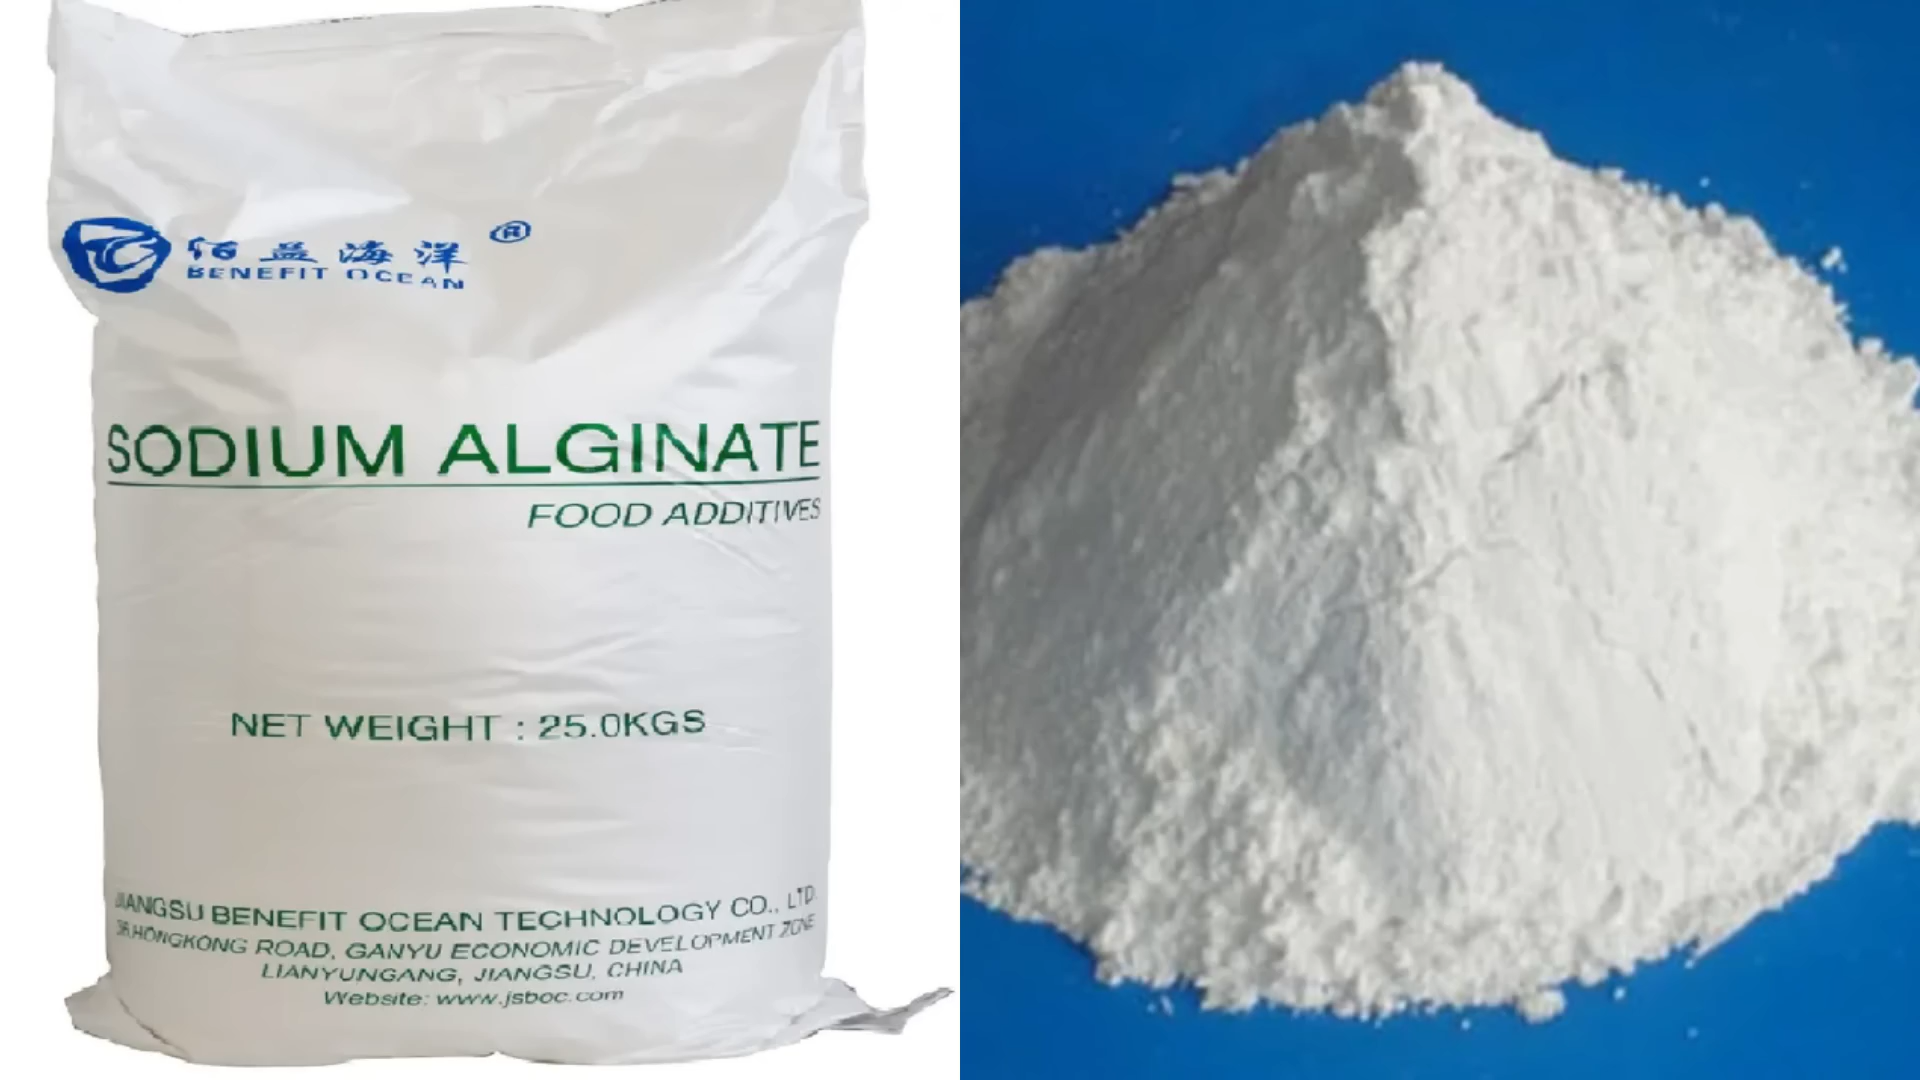 佰益海洋®
BENEFIT OCEAN
SODIUM ALGINATE
FOOD ADDITIVES
NET WEIGHT : 25.0KGS
JIANGSU BENEFIT OCEAN TECHNOLOGY CO., LTD.
HONGKONG ROAD, GANYU ECONOMIC DEVELOPMENT ZONE
LIANYUNGANG, JIANGSU, CHINA
Website: www.jsboc.com